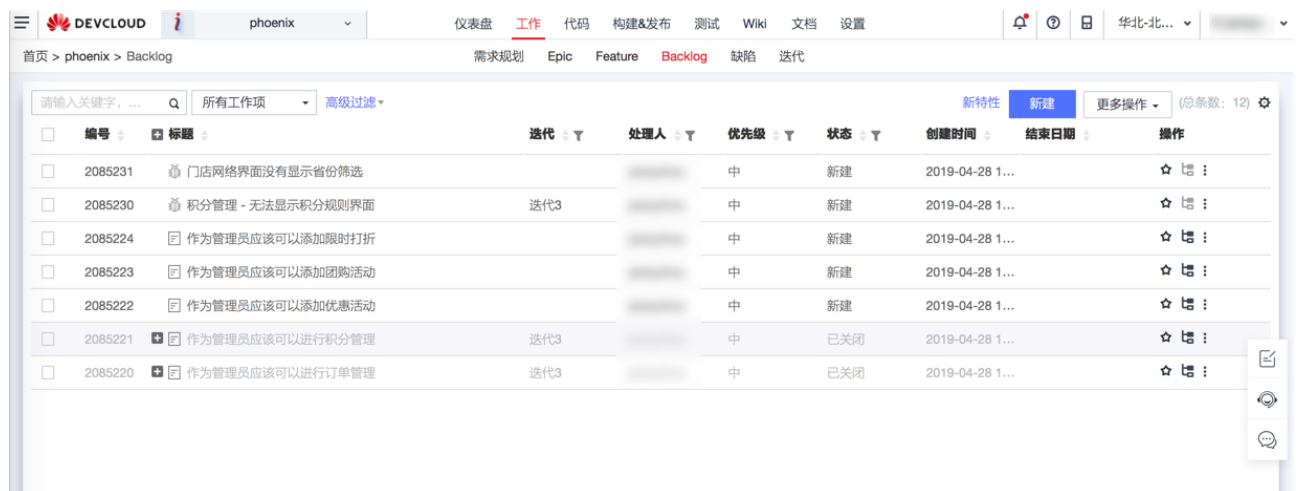 DEVCLOUD phoenix 仪表盘 工作 代码 构建&发布 测试 Wiki 文档 设置 华北-北...
首页 > phoenix > Backlog 需求规划 Epic Feature Backlog 缺陷 迭代
请输入关键字，... 所有工作项 高级过滤 新特性 新建 更多操作 (总条数：12)
编号 标题 迭代 处理人 优先级 状态 创建时间 结束日期 操作
2085231 门店网络界面没有显示省份筛选 中 新建 2019-04-28 1...
2085230 积分管理 - 无法显示积分规则界面 迭代3 中 新建 2019-04-28 1...
2085224 作为管理员应该可以添加限时打折 中 新建 2019-04-28 1...
2085223 作为管理员应该可以添加团购活动 中 新建 2019-04-28 1...
2085222 作为管理员应该可以添加优惠活动 中 新建 2019-04-28 1...
2085221 作为管理员应该可以进行积分管理 迭代3 中 已关闭 2019-04-28 1...
2085220 作为管理员应该可以进行订单管理 迭代3 中 已关闭 2019-04-28 1...